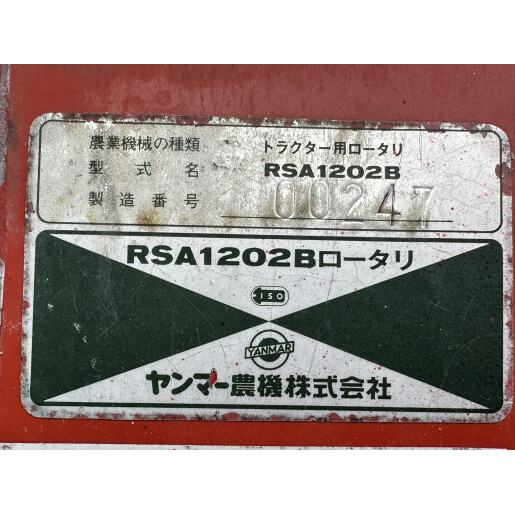 農業機械の種類 トラクター用ロータリ
型式名 RSA1202B
製造番号 00247
RSA1202Bロータリ
ISO
YANMAR
ヤンマー農機株式会社